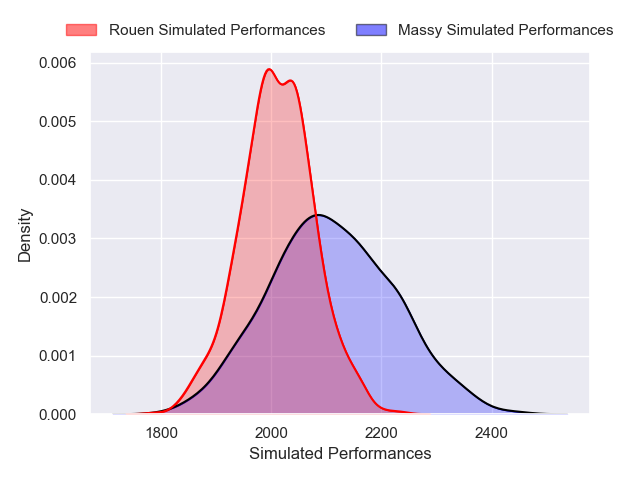 Rouen Simulated Performances Massy Simulated Performances
0.006
0.005
0.004
0.003
0.002
0.001
0.000
Density
1800 2000 2200 2400
Simulated Performances